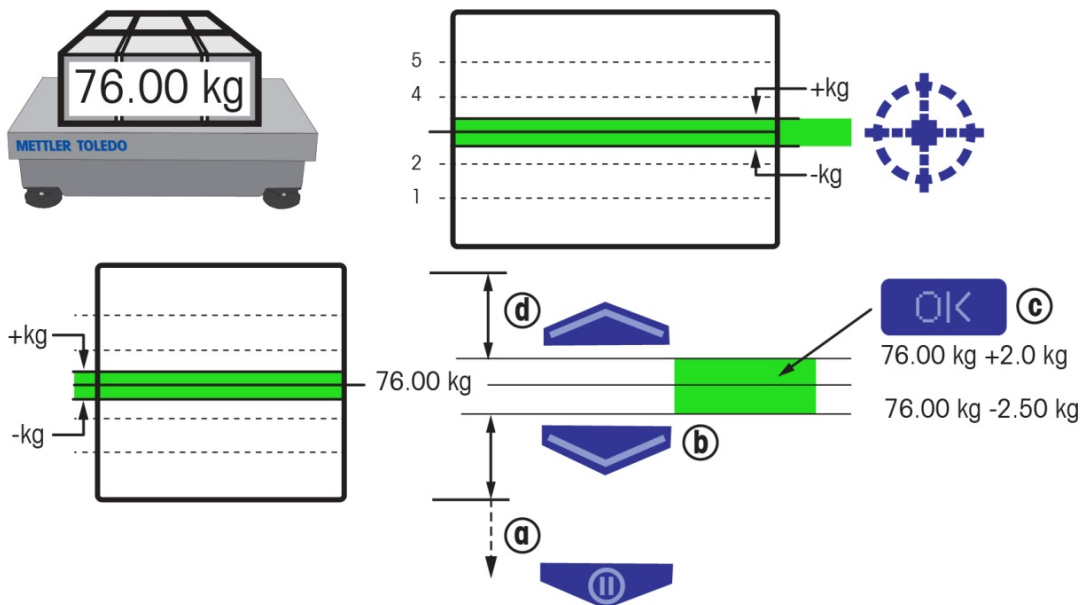 76.00 kg
METTLER TOLEDO
5
4
2
1
+kg
-kg
+kg
-kg
76.00 kg
d
OK
c
76.00 kg +2.0 kg
76.00 kg -2.50 kg
b
a